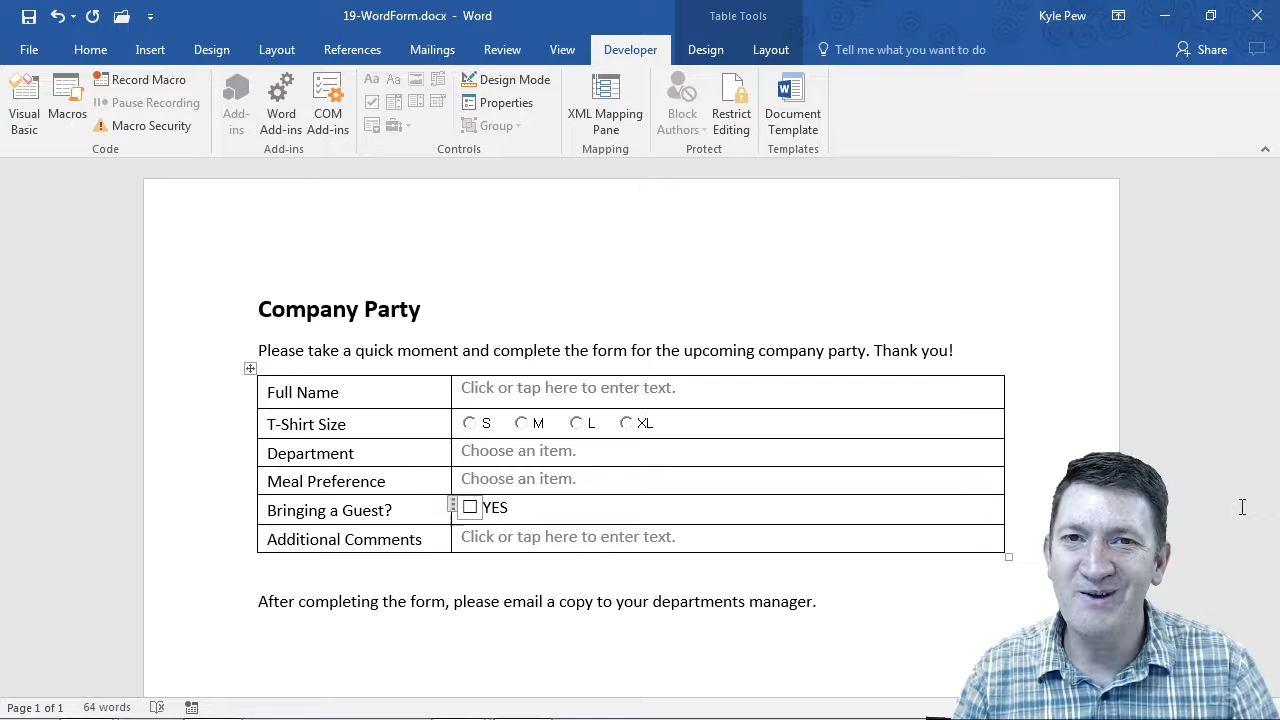 19-WordForm.docx - Word
Table Tools
Kyle Pew
File Home Insert Design Layout References Mailings Review View Developer Design Layout Tell me what you want to do Share
Visual Basic
Macros
Record Macro
Pause Recording
Macro Security
Code
Add-ins
Word Add-ins
COM Add-ins
Add-ins
Aa Aa
Design Mode
Properties
Group
Controls
XML Mapping Pane
Mapping
Block Authors
Restrict Editing
Protect
Document Template
Templates
Company Party
Please take a quick moment and complete the form for the upcoming company party. Thank you!
Full Name Click or tap here to enter text.
T-Shirt Size S M L XL
Department Choose an item.
Meal Preference Choose an item.
Bringing a Guest? YES
Additional Comments Click or tap here to enter text.
After completing the form, please email a copy to your departments manager.
Page 1 of 1 64 words